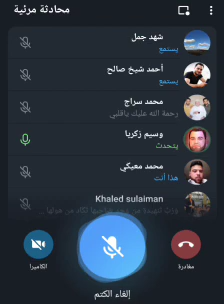 محادثة مرئية
شهد جمل
يستمع
أحمد شيخ صالح
يستمع
محمد سراج
رحمة الله عليك ياقلبي
وسيم زكريا
يتحدث
محمد معيكي
هذا أنت
Khaled sulaiman
الكاميرا
مغادرة
إلغاء الكتم